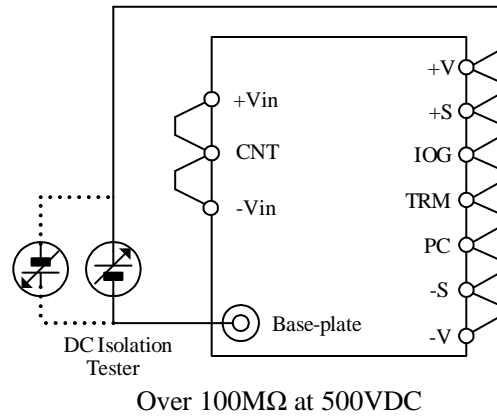 +Vin
CNT
-Vin
+V
+S
IOG
TRM
PC
-S
-V
Base-plate
DC Isolation
Tester
Over 100MΩ at 500VDC